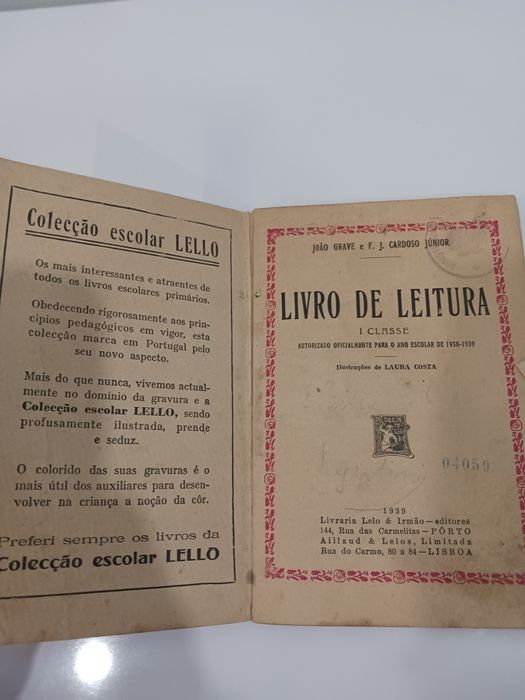 Colecção escolar LELLO
Os mais interessantes e atraentes de
todos os livros escolares primários.
Obedecendo rigorosamente aos prin-
cípios pedagógicos em vigor, esta
colecção marca em Portugal pelo
seu novo aspecto.
Mais do que nunca, vivemos actual-
mente no domínio da gravura e a
Colecção escolar LELLO, sendo
profusamente ilustrada, prende
e seduz.
O colorido das suas gravuras é o
mais útil dos auxiliares para desen-
volver na criança a noção da côr.
Preferi sempre os livros da
Colecção escolar LELLO
JOÃO GRAVE e F. J. CARDOSO JÚNIOR
LIVRO DE LEITURA
I CLASSE
AUTORIZADO OFICIALMENTE PARA O ANO ESCOLAR DE 1938-1939
Ilustrações de LAURA COSTA
04059
1939
Livraria Lelo & Irmão—editores
144, Rua das Carmelitas—PÔRTO
Aillaud & Lelos, Limitada
Rua do Carmo, 80 a 84—LISBOA